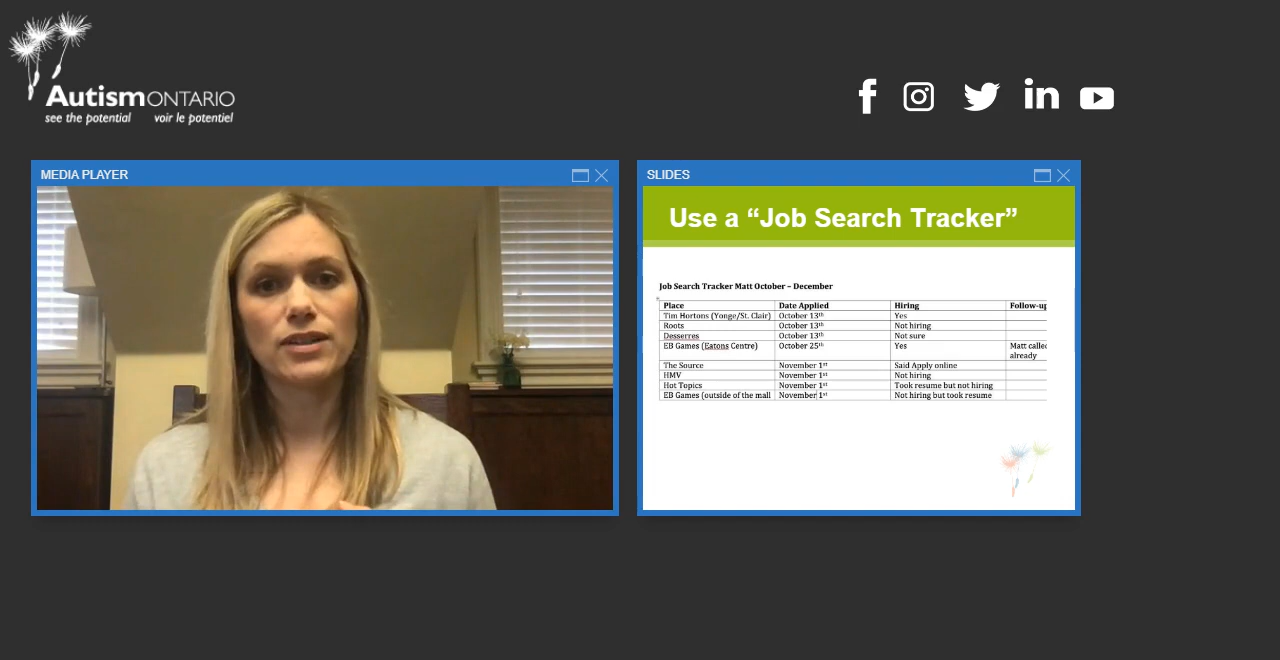 Autism ONTARIO
see the potential voir le potentiel
MEDIA PLAYER
SLIDES
Use a “Job Search Tracker”
Job Search Tracker Matt October – December
Place Date Applied Hiring Follow-up
Tim Hortons (Yonge/St. Clair) October 13th Yes
Roots October 13th Not hiring
Desserres October 13th Not sure
EB Games (Eatons Centre) October 25th Yes Matt called
already
The Source November 1st Said Apply online
HMV November 1st Not hiring
Hot Topics November 1st Took resume but not hiring
EB Games (outside of the mall November 1st Not hiring but took resume